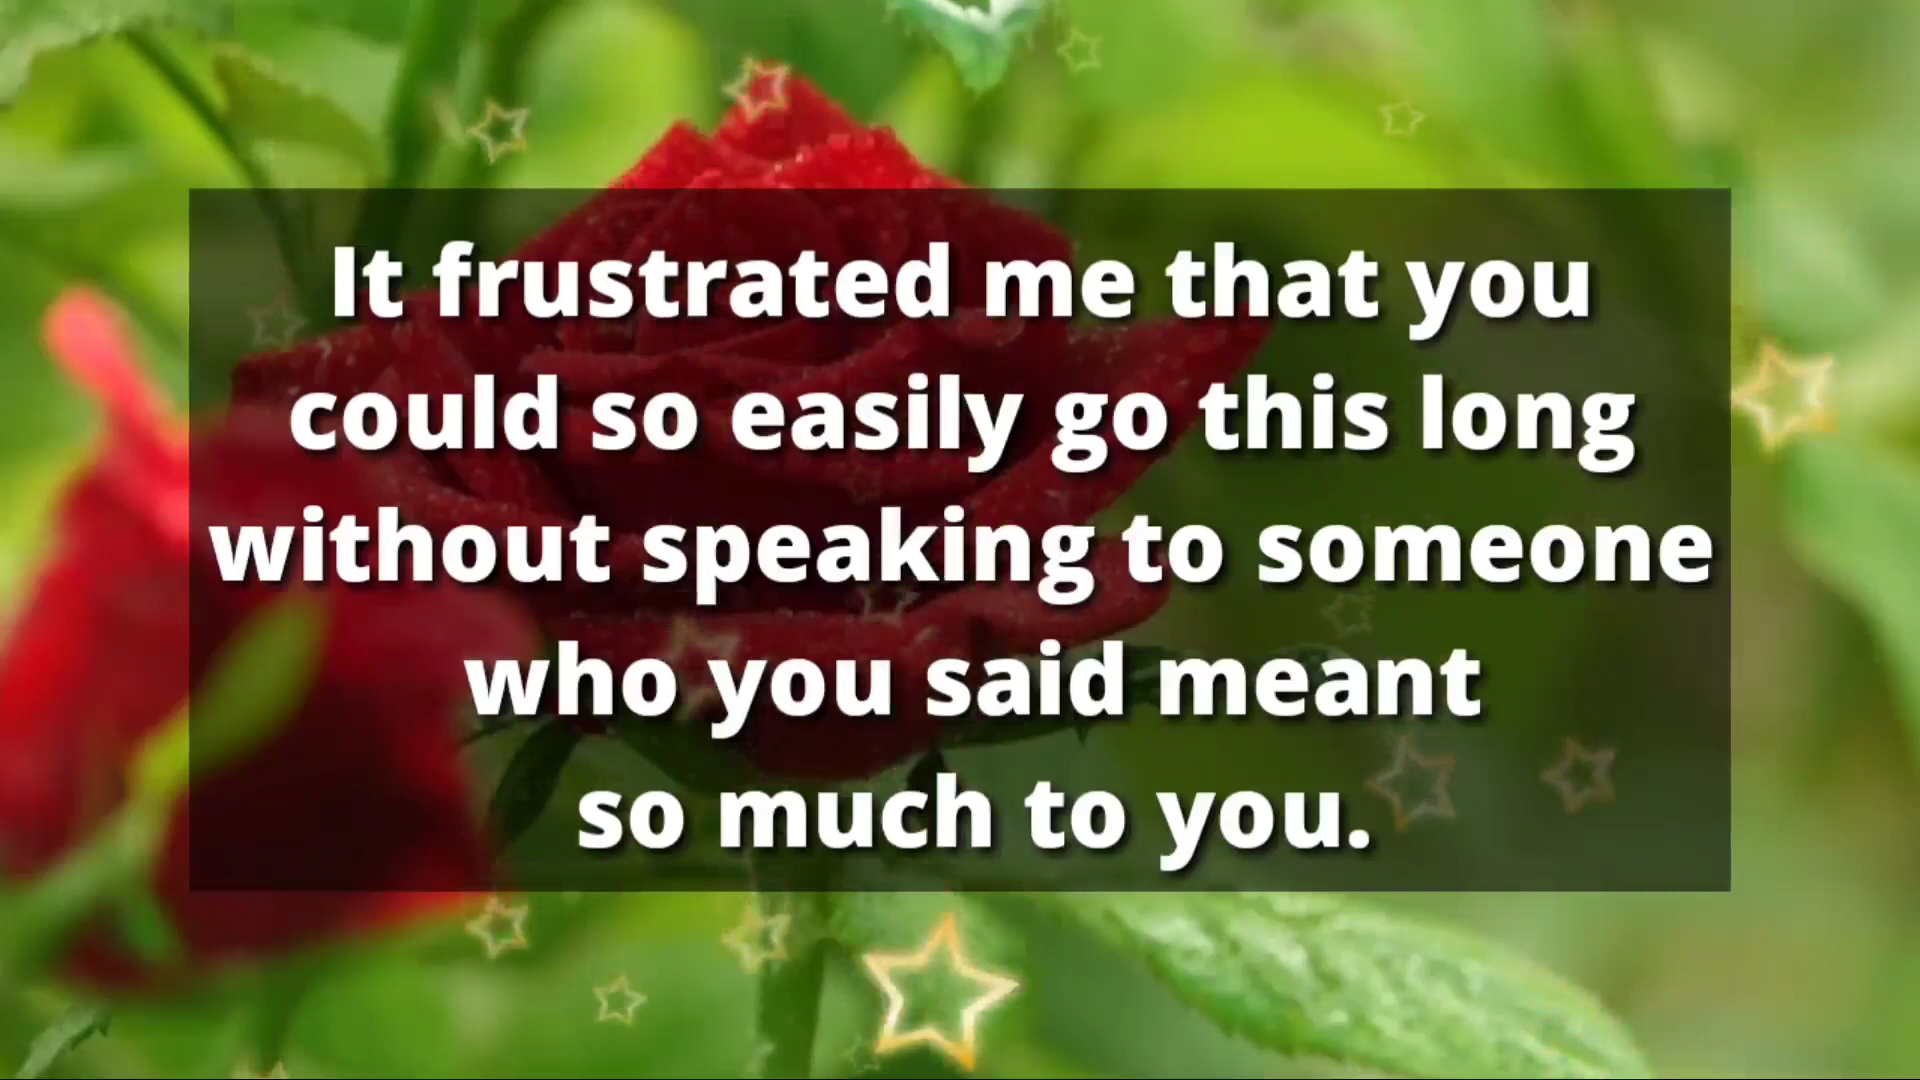 It frustrated me that you
could so easily go this long
without speaking to someone
who you said meant
so much to you.